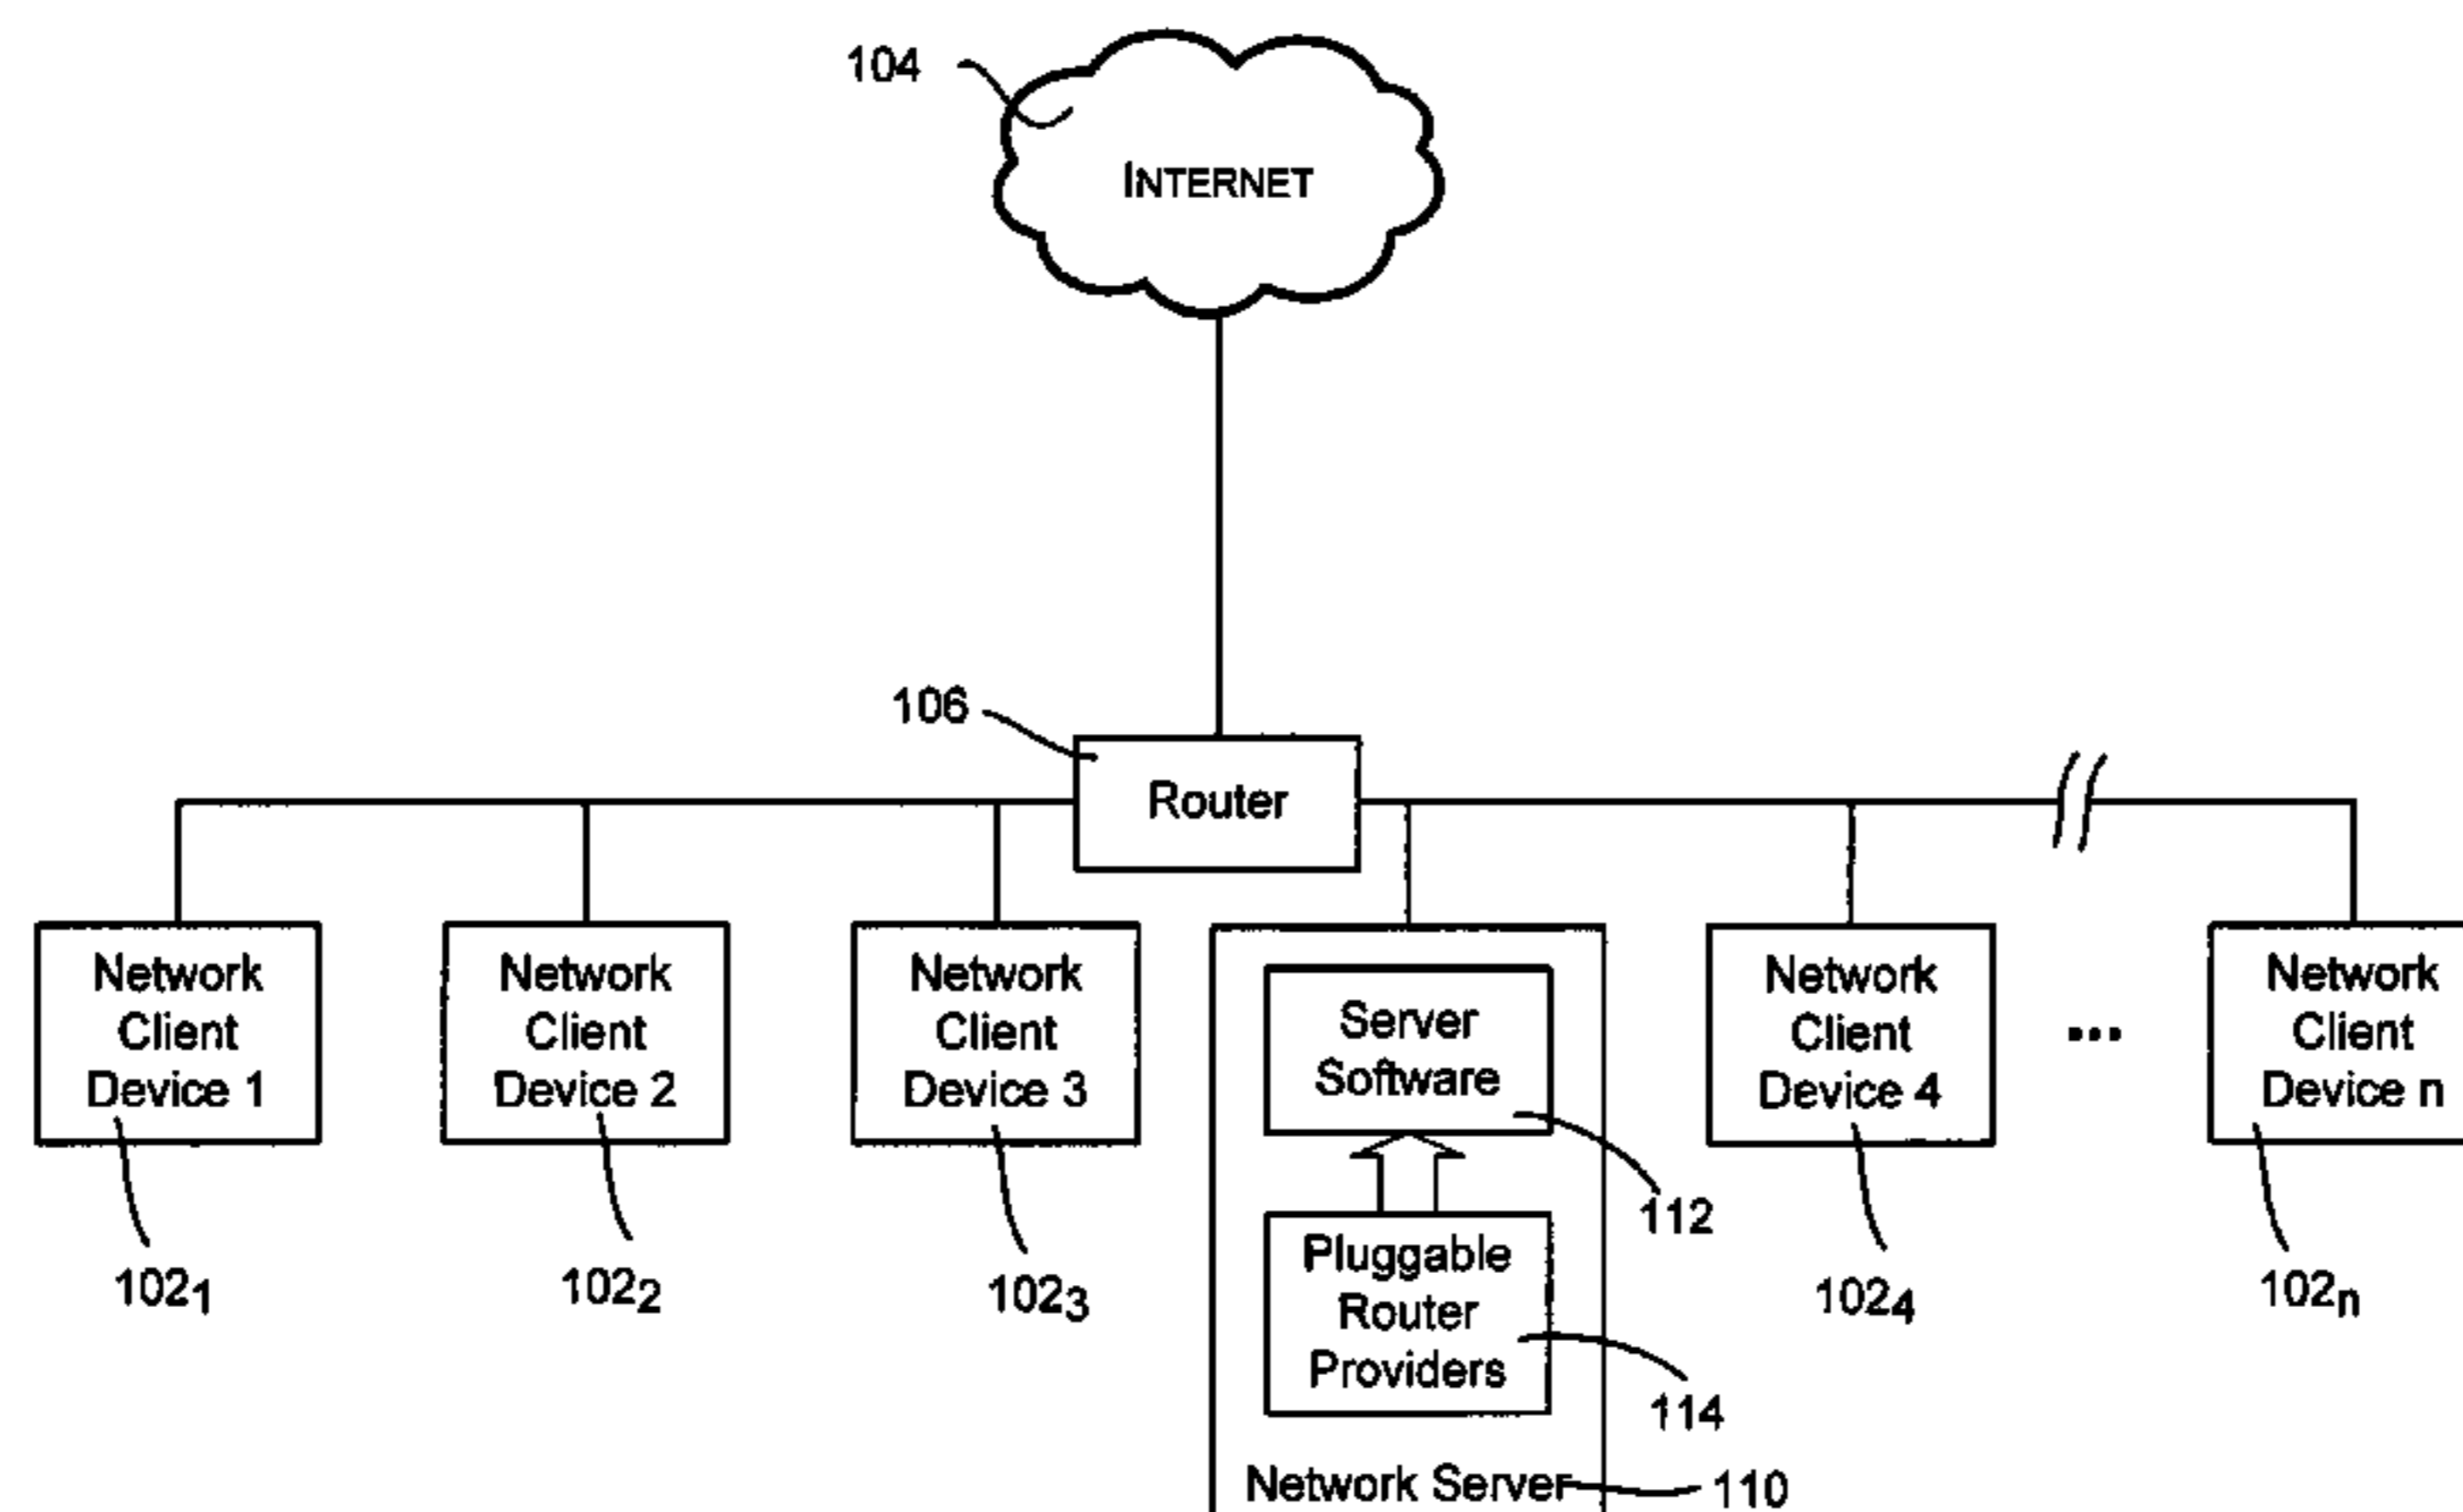 104
INTERNET
106
Router
Network
Client
Device 1
Network
Client
Device 2
Network
Client
Device 3
Server
Software
Network
Client
Device 4
...
Network
Client
Device n
112
Pluggable
Router
Providers
102₁
102₂
102₃
102₄
102ₙ
114
Network Server
110